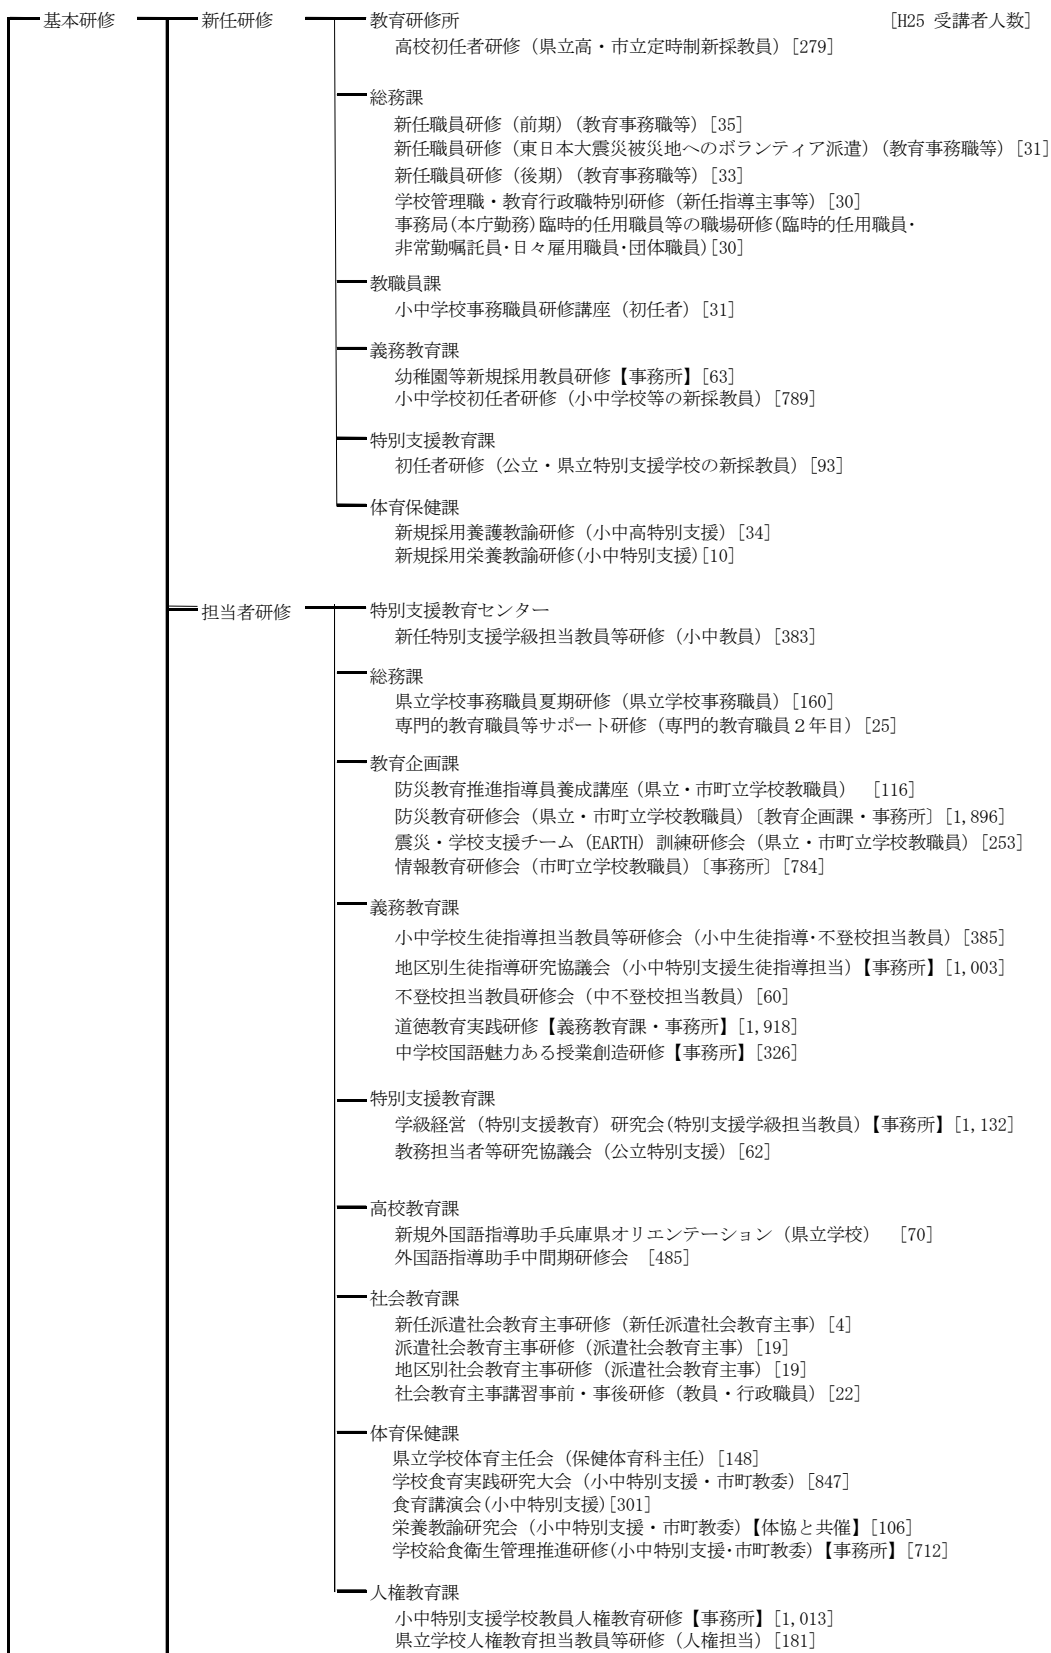 基本研修 新任研修 教育研修所 [H25 受講者人数]
高校初任者研修（県立高・市立定時制新採教員）[279]
総務課
新任職員研修（前期）（教育事務職等）[35]
新任職員研修（東日本大震災被災地へのボランティア派遣）（教育事務職等）[31]
新任職員研修（後期）（教育事務職等）[33]
学校管理職・教育行政職特別研修（新任指導主事等）[30]
事務局(本庁勤務)臨時的任用職員等の職場研修(臨時的任用職員・
非常勤嘱託員・日々雇用職員・団体職員)[30]
教職員課
小中学校事務職員研修講座（初任者）[31]
義務教育課
幼稚園等新規採用教員研修【事務所】[63]
小中学校初任者研修（小中学校等の新採教員）[789]
特別支援教育課
初任者研修（公立・県立特別支援学校の新採教員）[93]
体育保健課
新規採用養護教諭研修（小中高特別支援）[34]
新規採用栄養教諭研修(小中特別支援)[10]
担当者研修 特別支援教育センター
新任特別支援学級担当教員等研修（小中教員）[383]
総務課
県立学校事務職員夏期研修（県立学校事務職員）[160]
専門的教育職員等サポート研修（専門的教育職員２年目）[25]
教育企画課
防災教育推進指導員養成講座（県立・市町立学校教職員） [116]
防災教育研修会（県立・市町立学校教職員）〔教育企画課・事務所〕[1,896]
震災・学校支援チーム（EARTH）訓練研修会（県立・市町立学校教職員）[253]
情報教育研修会（市町立学校教職員）〔事務所〕[784]
義務教育課
小中学校生徒指導担当教員等研修会（小中生徒指導・不登校担当教員）[385]
地区別生徒指導研究協議会（小中特別支援生徒指導担当）【事務所】[1,003]
不登校担当教員研修会（中不登校担当教員）[60]
道徳教育実践研修【義務教育課・事務所】[1,918]
中学校国語魅力ある授業創造研修【事務所】[326]
特別支援教育課
学級経営（特別支援教育）研究会(特別支援学級担当教員)【事務所】[1,132]
教務担当者等研究協議会（公立特別支援）[62]
高校教育課
新規外国語指導助手兵庫県オリエンテーション（県立学校） [70]
外国語指導助手中間期研修会 [485]
社会教育課
新任派遣社会教育主事研修（新任派遣社会教育主事）[4]
派遣社会教育主事研修（派遣社会教育主事）[19]
地区別社会教育主事研修（派遣社会教育主事）[19]
社会教育主事講習事前・事後研修（教員・行政職員）[22]
体育保健課
県立学校体育主任会（保健体育科主任）[148]
学校食育実践研究大会（小中特別支援・市町教委）[847]
食育講演会(小中特別支援)[301]
栄養教諭研究会（小中特別支援・市町教委）【体協と共催】[106]
学校給食衛生管理推進研修(小中特別支援・市町教委)【事務所】[712]
人権教育課
小中特別支援学校教員人権教育研修【事務所】[1,013]
県立学校人権教育担当教員等研修（人権担当）[181]